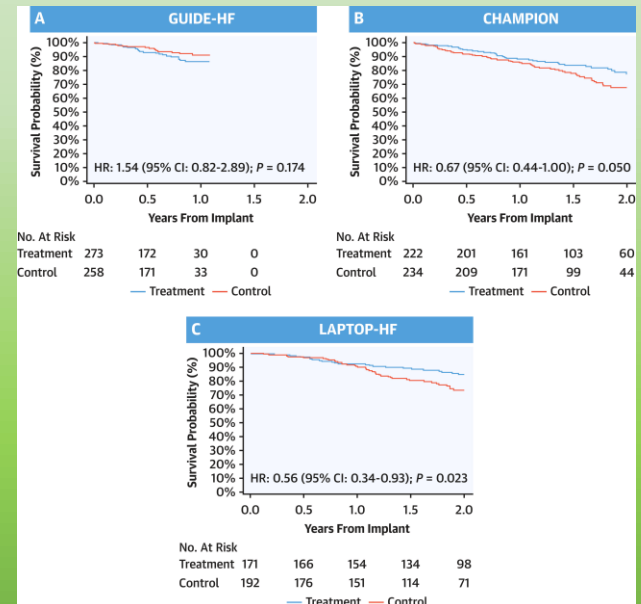 A GUIDE-HF
Survival Probability (%)
100%
90%
80%
70%
60%
50%
40%
30%
20%
10%
0%
HR: 1.54 (95% CI: 0.82-2.89); P = 0.174
0.0 0.5 1.0 1.5 2.0
Years From Implant
No. At Risk
Treatment 273 172 30 0
Control 258 171 33 0
Treatment Control
B CHAMPION
Survival Probability (%)
100%
90%
80%
70%
60%
50%
40%
30%
20%
10%
0%
HR: 0.67 (95% CI: 0.44-1.00); P = 0.050
0.0 0.5 1.0 1.5 2.0
Years From Implant
No. At Risk
Treatment 222 201 161 103 60
Control 234 209 171 99 44
Treatment Control
C LAPTOP-HF
Survival Probability (%)
100%
90%
80%
70%
60%
50%
40%
30%
20%
10%
0%
HR: 0.56 (95% CI: 0.34-0.93); P = 0.023
0.0 0.5 1.0 1.5 2.0
Years From Implant
No. At Risk
Treatment 171 166 154 134 98
Control 192 176 151 114 71
Treatment Control